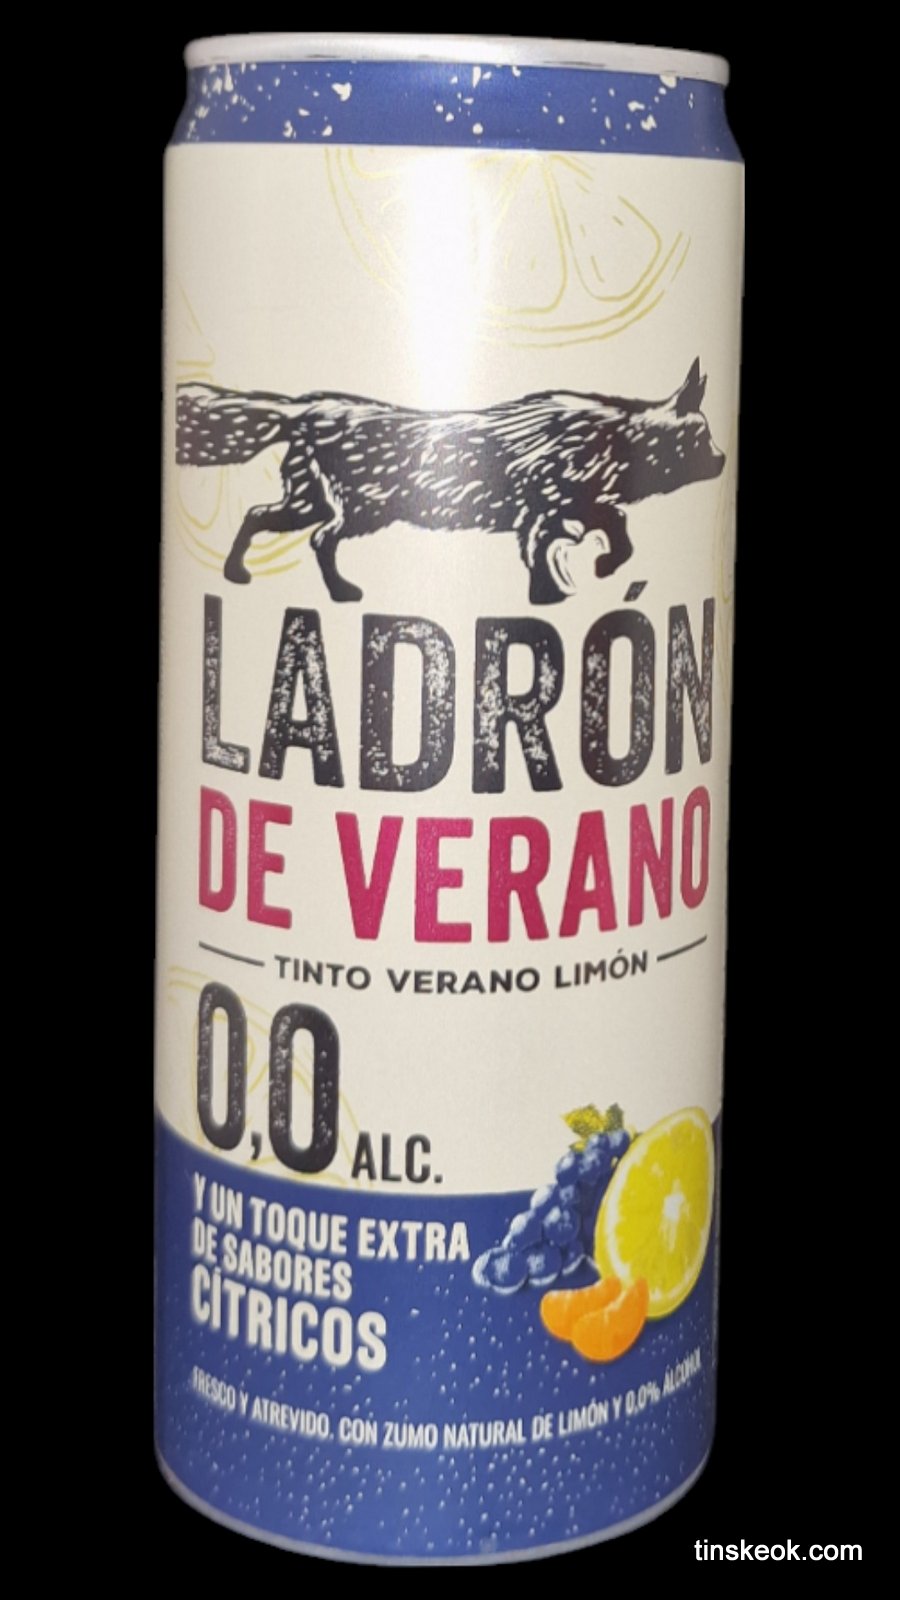 LADRÓN
DE VERANO
TINTO VERANO LIMÓN
0,0 ALC.
Y UN TOQUE EXTRA
DE SABORES
CÍTRICOS
FRESCO Y ATREVIDO. CON ZUMO NATURAL DE LIMÓN Y 0,0% ALCOHOL
tinskeok.com